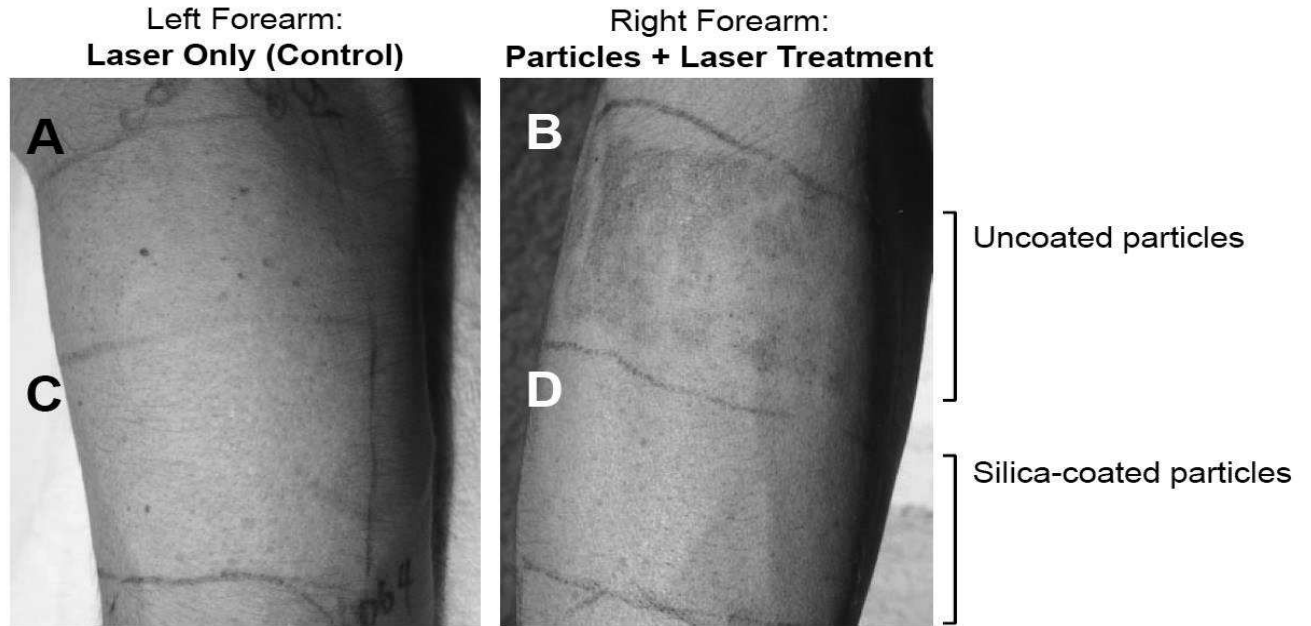 Left Forearm:
Laser Only (Control)
Right Forearm:
Particles + Laser Treatment
A
B
Uncoated particles
C
D
Silica-coated particles